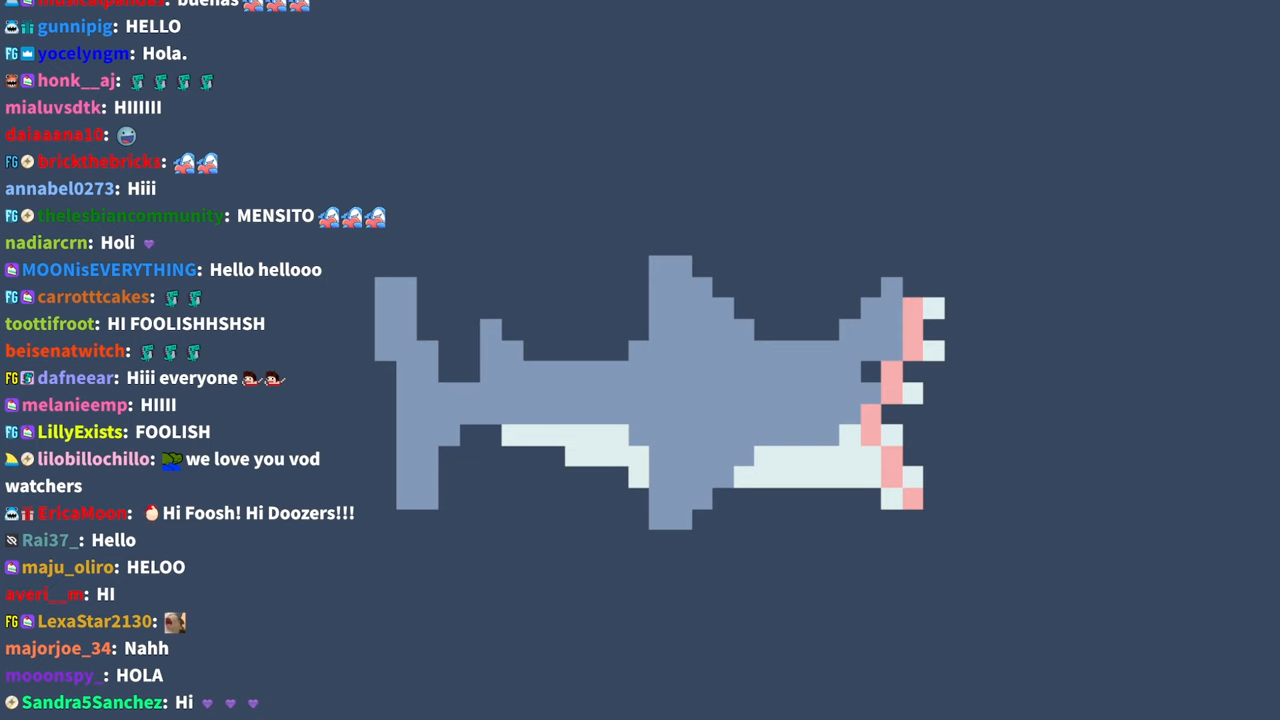 musicalpandas: buenas
gunnipig: HELLO
yocelyngm: Hola.
honk__aj:
mialuvsdtk: HIIIIII
daiaaana10:
brickthebricks:
annabel0273: Hiii
thelesbiancommunity: MENSITO
nadiarcrn: Holi
MOONisEVERYTHING: Hello hellooo
carrotttcakes:
toottifroot: HI FOOLISHHSHSH
beisenatwitch:
dafneear: Hiii everyone
melanieemp: HIIII
LillyExists: FOOLISH
lilobillochillo: we love you vod
watchers
EricaMoon: Hi Foosh! Hi Doozers!!!
Rai37_: Hello
maju_oliro: HELOO
averi__m: HI
LexaStar2130:
majorjoe_34: Nahh
mooonspy_: HOLA
Sandra5Sanchez: Hi